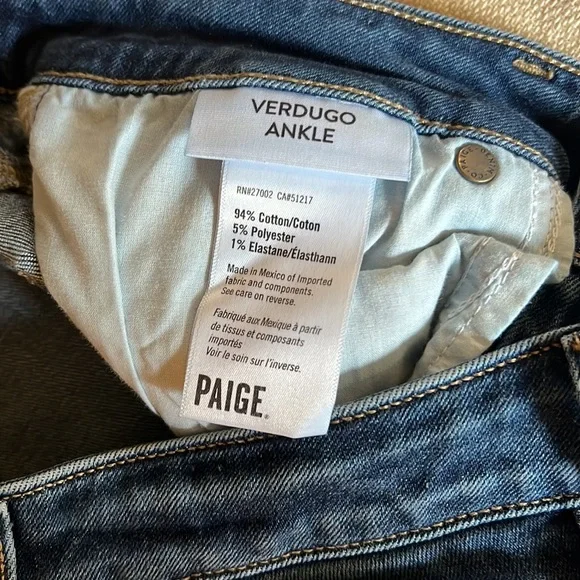 VERDUGO
ANKLE
RN#27002 CA#51217
94% Cotton/Coton
5% Polyester
1% Elastane/Élasthann
Made in Mexico of Imported
fabric and components.
See care on reverse.
Fabriqué aux Mexique à partir
de tissus et composants
importés
Voir le soin sur l'inverse.
PAIGE®
PAIGE